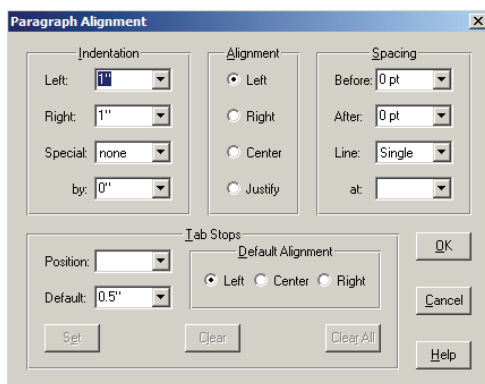 Paragraph Alignment
Indentation
Left: 1"
Right: 1"
Special: none
by: 0"
Alignment
Left
Right
Center
Justify
Spacing
Before: 0 pt
After: 0 pt
Line: Single
at:
Tab Stops
Position:
Default: 0.5"
Default Alignment
Left Center Right
Set Clear Clear All
OK
Cancel
Help